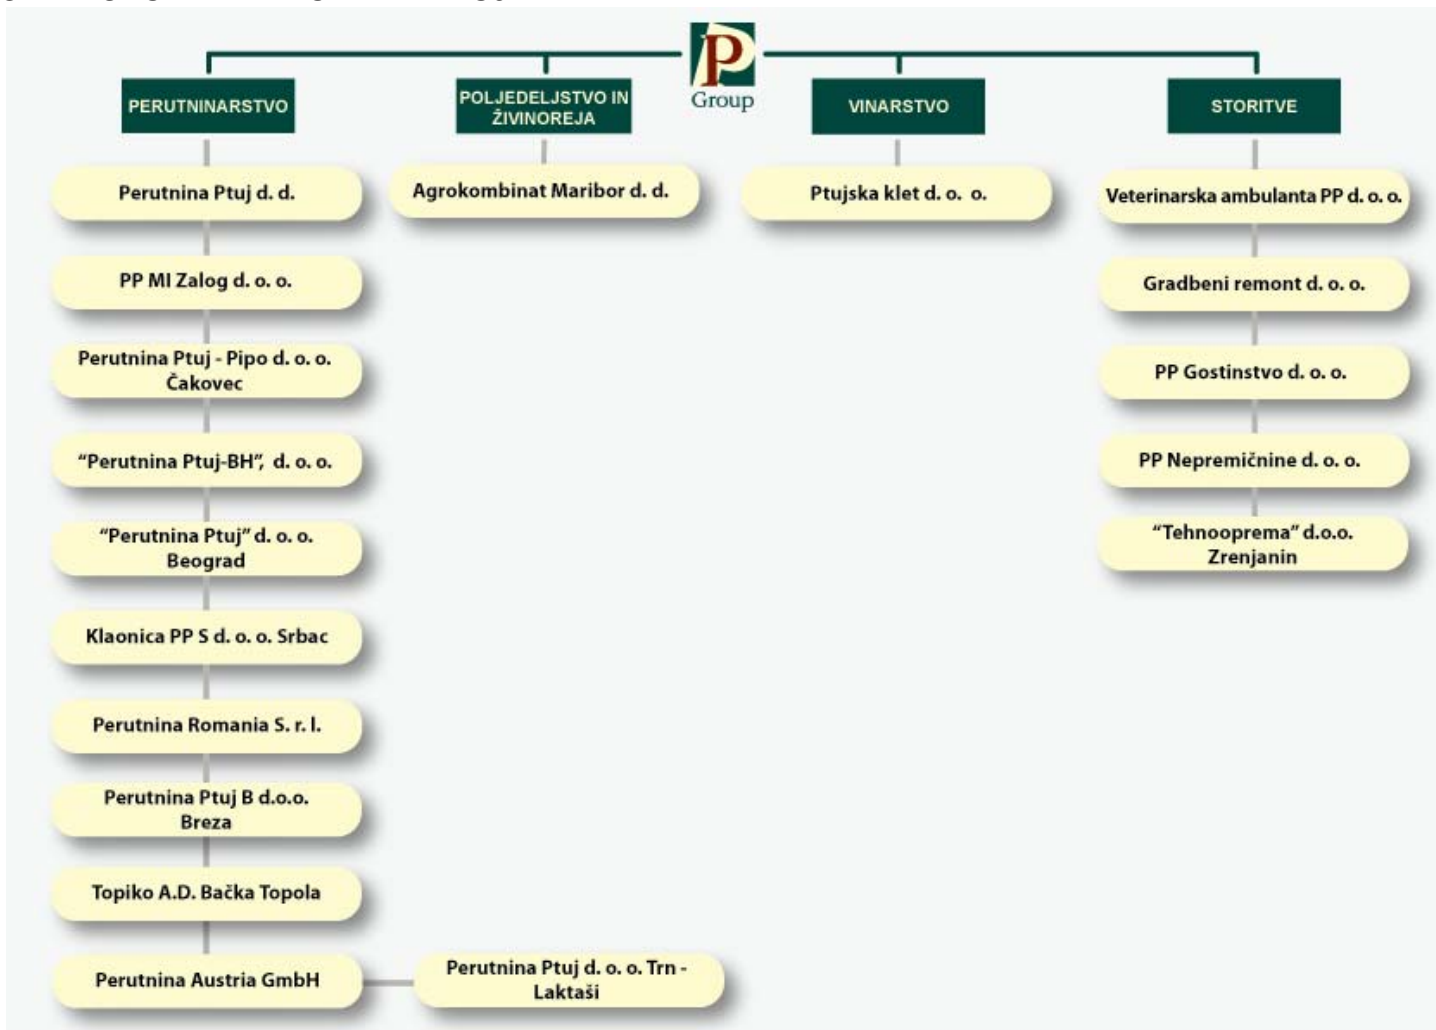 P
Group
PERUTNINARSTVO
POLJEDELJSTVO IN
ŽIVINOREJA
VINARSTVO
STORITVE
Perutnina Ptuj d. d.
PP MI Zalog d. o. o.
Perutnina Ptuj - Pipo d. o. o.
Čakovec
“Perutnina Ptuj-BH”, d. o. o.
“Perutnina Ptuj” d. o. o.
Beograd
Klaonica PP S d. o. o. Srbac
Perutnina Romania S. r. l.
Perutnina Ptuj B d.o.o.
Breza
Topiko A.D. Bačka Topola
Perutnina Austria GmbH
Perutnina Ptuj d. o. o. Trn -
Laktaši
Agrokombinat Maribor d. d.
Ptujska klet d. o. o.
Veterinarska ambulanta PP d. o. o.
Gradbeni remont d. o. o.
PP Gostinstvo d. o. o.
PP Nepremičnine d. o. o.
“Tehnooprema” d.o.o.
Zrenjanin